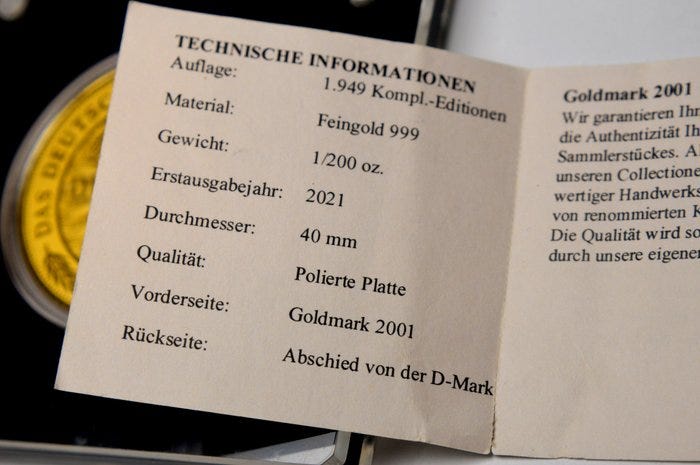 TECHNISCHE INFORMATIONEN
Auflage: 1.949 Kompl.-Editionen
Material: Feingold 999
Gewicht: 1/200 oz.
Erstausgabejahr: 2021
Durchmesser: 40 mm
Qualität: Polierte Platte
Vorderseite: Goldmark 2001
Rückseite: Abschied von der D-Mark
Goldmark 2001
Wir garantieren
die Authentizität
Sammlerstückes.
unseren
wertiger
von renommierten
Die Qualität wird
durch unsere
DAS